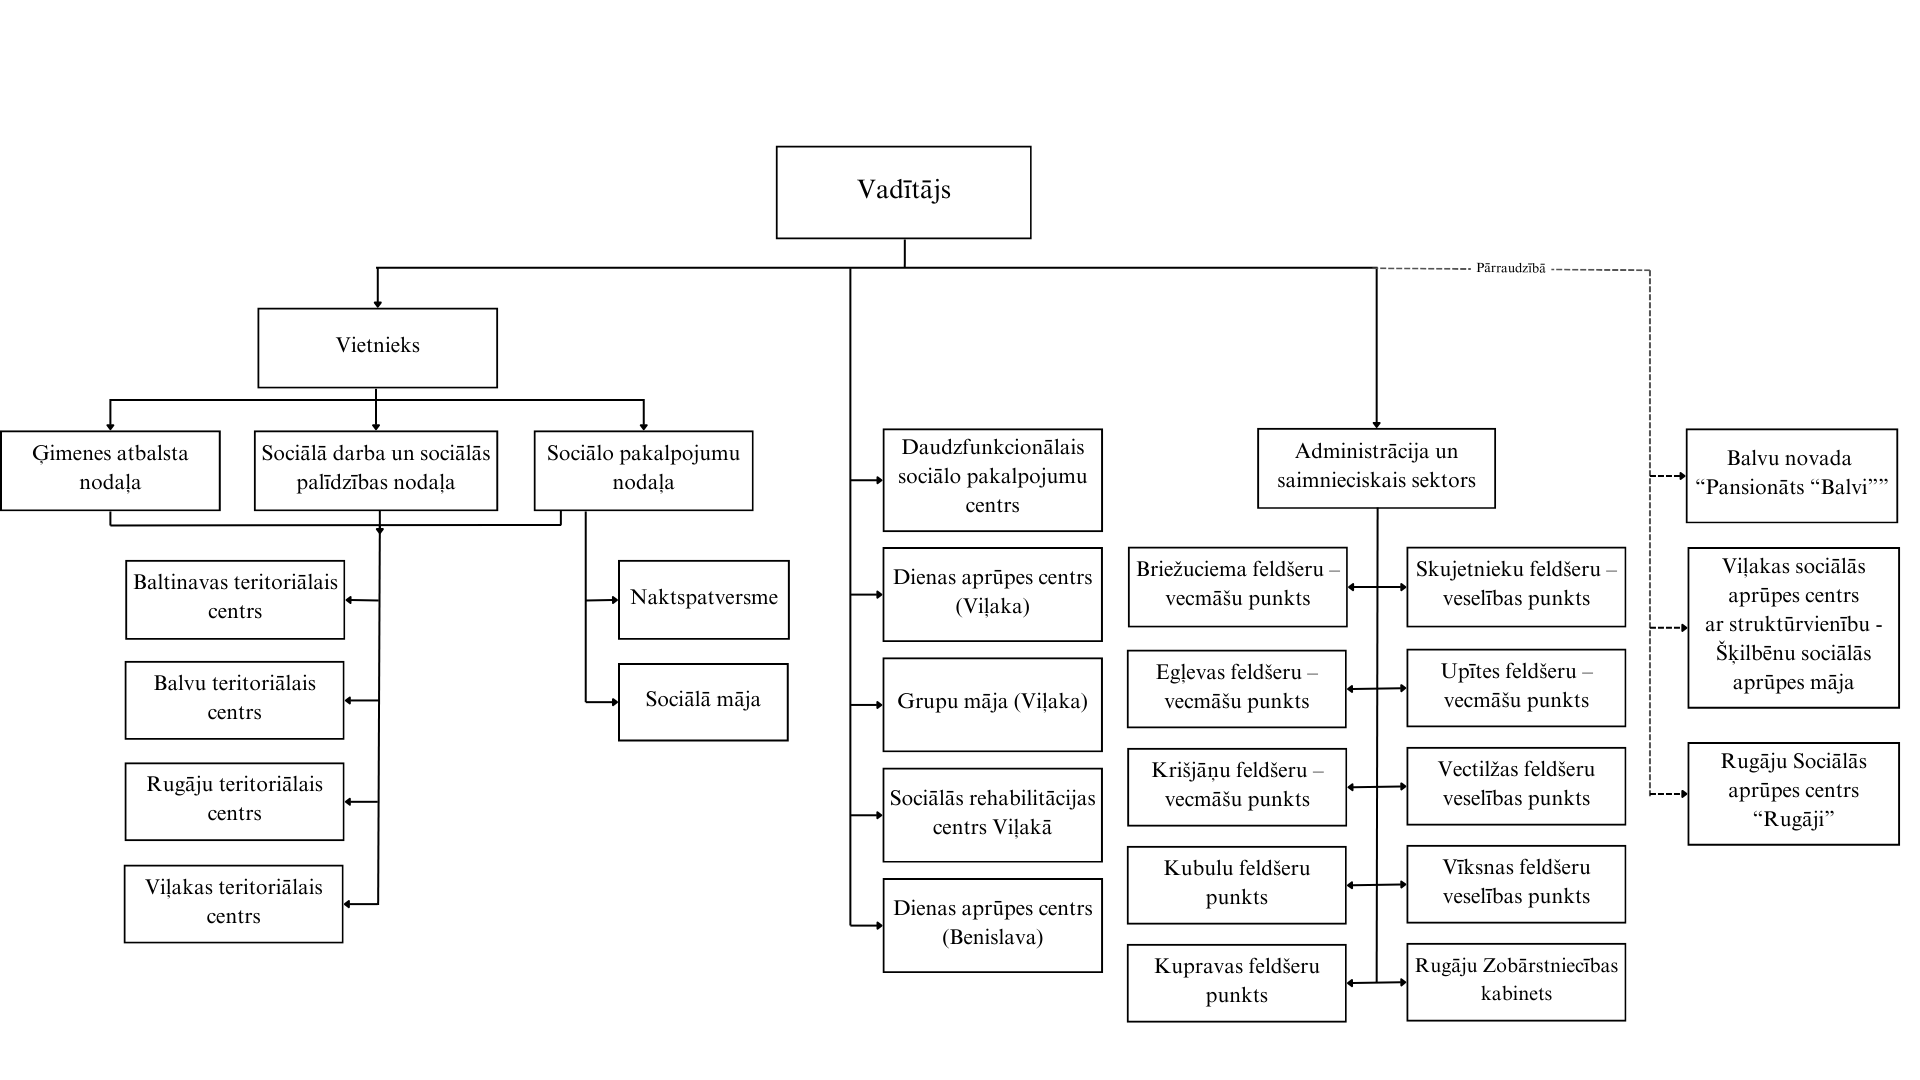 Vadītājs
Pārraudzībā
Vietnieks
Ģimenes atbalsta
nodaļa
Sociālā darba un sociālās
palīdzības nodaļa
Sociālo pakalpojumu
nodaļa
Baltinavas teritoriālais
centrs
Balvu teritoriālais
centrs
Rugāju teritoriālais
centrs
Viļakas teritoriālais
centrs
Naktspatversme
Sociālā māja
Daudzfunkcionālais
sociālo pakalpojumu
centrs
Dienas aprūpes centrs
(Viļaka)
Grupu māja (Viļaka)
Sociālās rehabilitācijas
centrs Viļakā
Dienas aprūpes centrs
(Benislava)
Administrācija un
saimnieciskais sektors
Briežuciema feldšeru –
vecmāšu punkts
Egļevas feldšeru –
vecmāšu punkts
Krišjāņu feldšeru –
vecmāšu punkts
Kubulu feldšeru
punkts
Kupravas feldšeru
punkts
Skujetnieku feldšeru –
veselības punkts
Upītes feldšeru –
vecmāšu punkts
Vectilžas feldšeru
veselības punkts
Vīksnas feldšeru
veselības punkts
Rugāju Zobārstniecības
kabinets
Balvu novada
“Pansionāts “Balvi””
Viļakas sociālās
aprūpes centrs
ar struktūrvienību -
Šķilbēnu sociālās
aprūpes māja
Rugāju Sociālās
aprūpes centrs
“Rugāji”